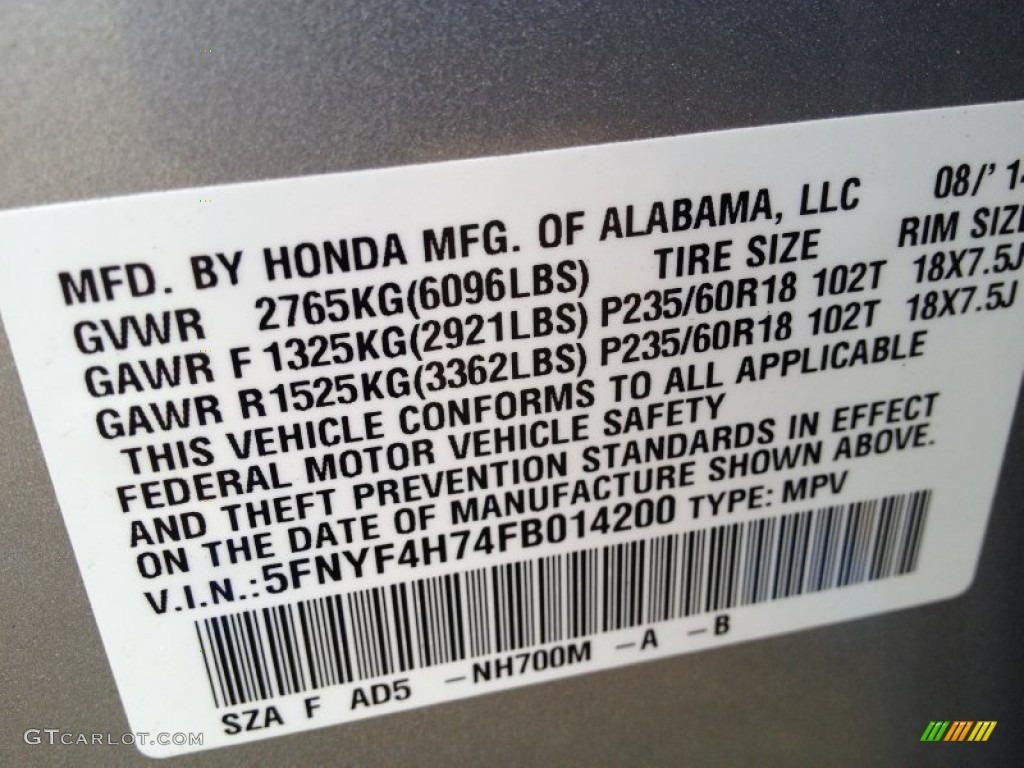 MFD. BY HONDA MFG. OF ALABAMA, LLC 08/' 14
GVWR 2765KG(6096LBS) TIRE SIZE RIM SIZE
GAWR F 1325KG(2921LBS) P235/60R18 102T 18X7.5J
GAWR R 1525KG(3362LBS) P235/60R18 102T 18X7.5J
THIS VEHICLE CONFORMS TO ALL APPLICABLE
FEDERAL MOTOR VEHICLE SAFETY
AND THEFT PREVENTION STANDARDS IN EFFECT
ON THE DATE OF MANUFACTURE SHOWN ABOVE.
V.I.N.:5FNYF4H74FB014200 TYPE: MPV
SZA F AD5 -NH700M -A -B
GTCARLOT.COM